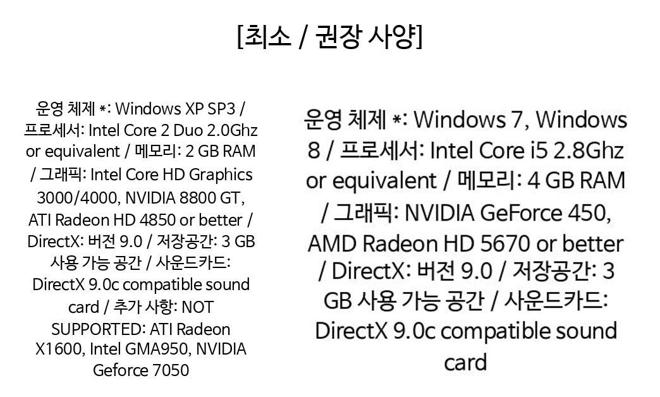 [최소 / 권장 사양]
운영 체제 *: Windows XP SP3 /
프로세서: Intel Core 2 Duo 2.0Ghz
or equivalent / 메모리: 2 GB RAM
/ 그래픽: Intel Core HD Graphics
3000/4000, NVIDIA 8800 GT,
ATI Radeon HD 4850 or better /
DirectX: 버전 9.0 / 저장공간: 3 GB
사용 가능 공간 / 사운드카드:
DirectX 9.0c compatible sound
card / 추가 사항: NOT
SUPPORTED: ATI Radeon
X1600, Intel GMA950, NVIDIA
Geforce 7050
운영 체제 *: Windows 7, Windows
8 / 프로세서: Intel Core i5 2.8Ghz
or equivalent / 메모리: 4 GB RAM
/ 그래픽: NVIDIA GeForce 450,
AMD Radeon HD 5670 or better
/ DirectX: 버전 9.0 / 저장공간: 3
GB 사용 가능 공간 / 사운드카드:
DirectX 9.0c compatible sound
card